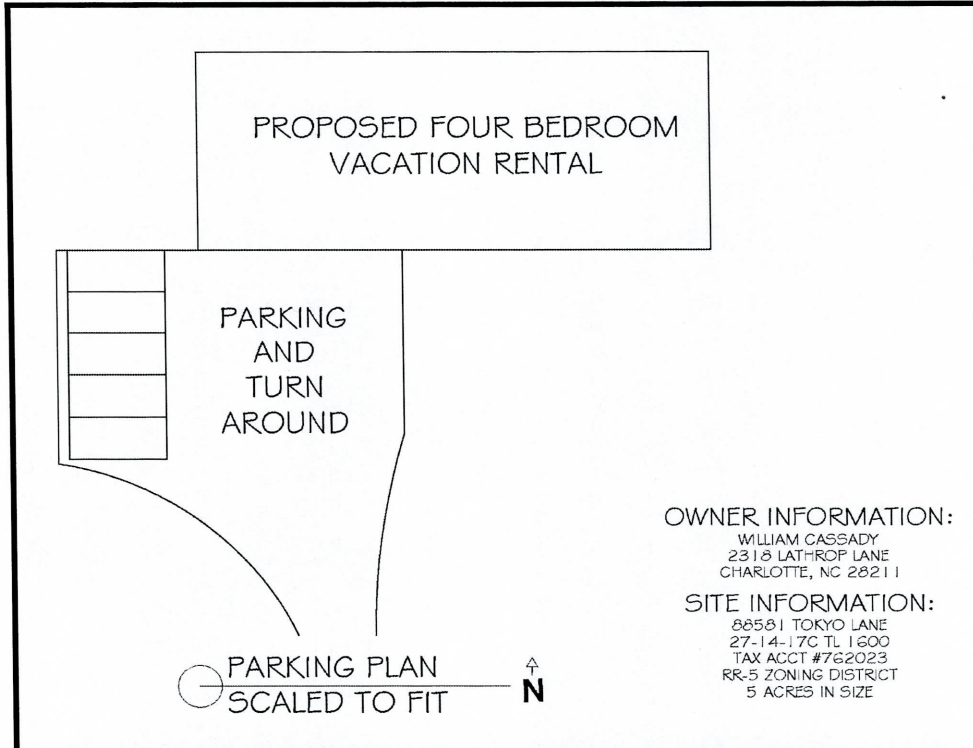 PROPOSED FOUR BEDROOM
VACATION RENTAL
PARKING
AND
TURN
AROUND
OWNER INFORMATION:
WILLIAM CASSADY
2318 LATHROP LANE
CHARLOTTE, NC 28211
SITE INFORMATION:
88581 TOKYO LANE
27-14-17C TL 1600
TAX ACCT #762023
RR-5 ZONING DISTRICT
5 ACRES IN SIZE
PARKING PLAN
SCALED TO FIT
N